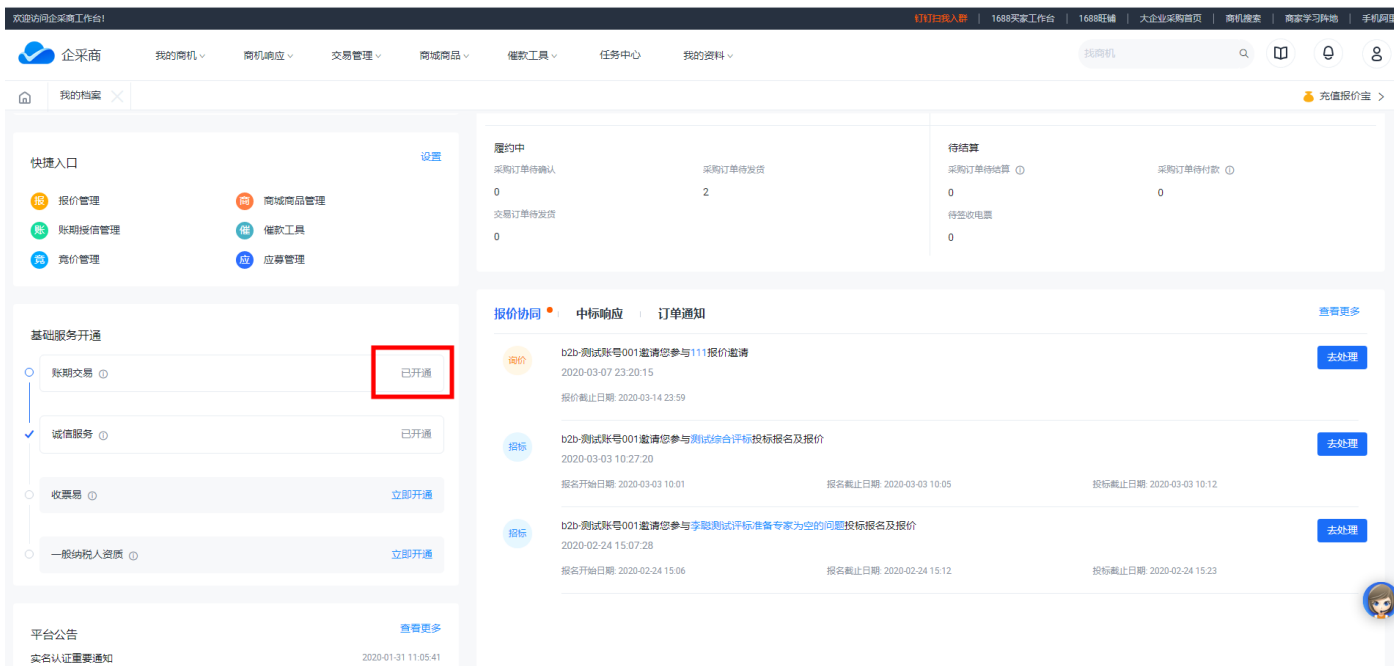 欢迎访问企采商工作台!
钉钉扫我入群 | 1688买家工作台 | 1688旺铺 | 大企业采购首页 | 商机搜索 | 商家学习阵地 | 手机阿里
企采商 我的商机 商机响应 交易管理 商城商品 催款工具 任务中心 我的资料 找商机
我的档案
充值报价宝
快捷入口 设置
报 报价管理 商 商城商品管理
账 账期授信管理 催 催款工具
竞 竞价管理 应 应募管理
基础服务开通
账期交易 已开通
诚信服务 已开通
收票易 立即开通
一般纳税人资质 立即开通
平台公告 查看更多
实名认证重要通知 2020-01-31 11:05:41
履约中
采购订单待确认 采购订单待发货
0 2
交易订单待发货
0
待结算
采购订单待结算 采购订单待付款
0 0
待签收电票
0
报价协同 中标响应 订单通知 查看更多
询价 b2b-测试账号001邀请您参与111报价邀请 去处理
2020-03-07 23:20:15
报价截止日期: 2020-03-14 23:59
招标 b2b-测试账号001邀请您参与测试综合评标投标报名及报价 去处理
2020-03-03 10:27:20
报名开始日期: 2020-03-03 10:01 报名截止日期: 2020-03-03 10:05 投标截止日期: 2020-03-03 10:12
招标 b2b-测试账号001邀请您参与李聪测试评标准备专家为空的问题投标报名及报价 去处理
2020-02-24 15:07:28
报名开始日期: 2020-02-24 15:06 报名截止日期: 2020-02-24 15:12 投标截止日期: 2020-02-24 15:23